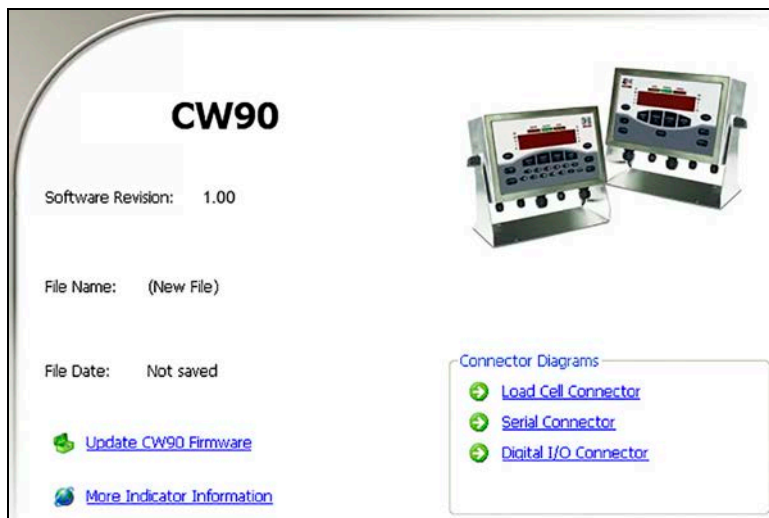 CW90
Software Revision: 1.00
File Name: (New File)
File Date: Not saved
Update CW90 Firmware
More Indicator Information
Connector Diagrams
Load Cell Connector
Serial Connector
Digital I/O Connector